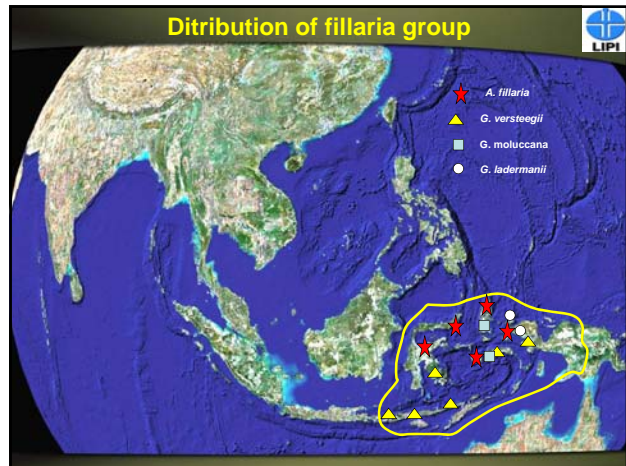 Ditribution of fillaria group
LIPI
A. fillaria
G. versteegii
G. moluccana
G. ladermanii